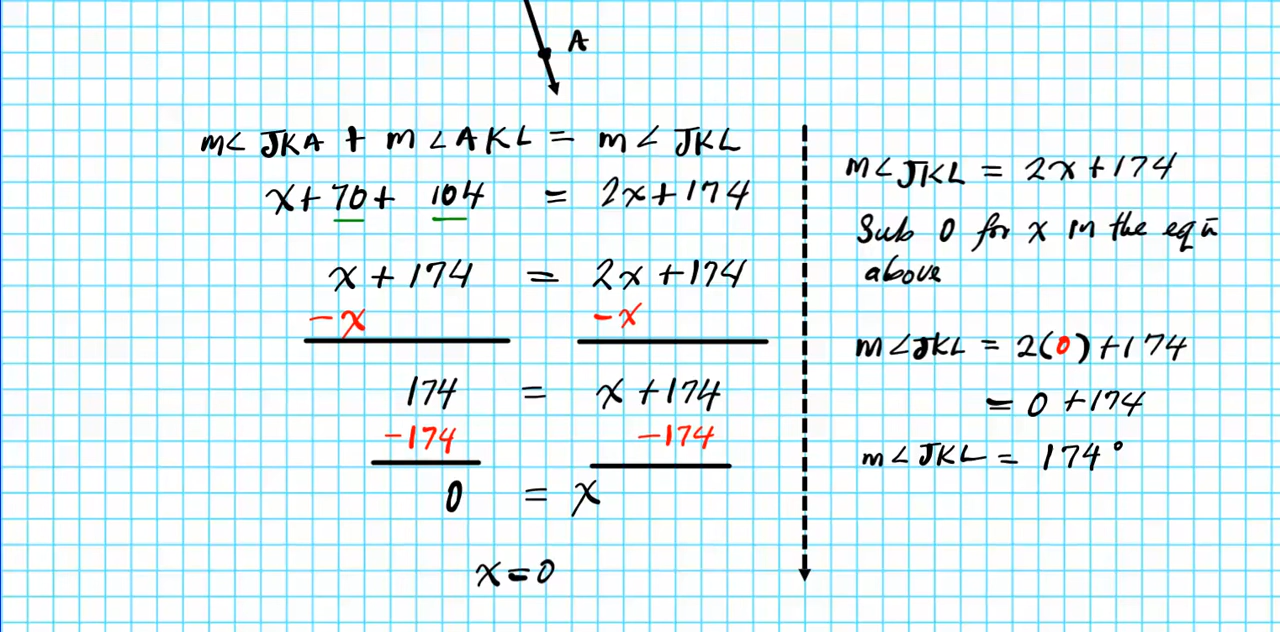 A
m∠ JKA + m ∠AKL = m ∠ JKL
x+70+ 104 = 2x+174
x + 174 = 2x +174
-x -x
174 = x +174
-174 -174
0 = x
x=0
m∠JKL = 2x+174
Sub 0 for x in the eqn̄
above
m∠JKL = 2(0)+174
= 0 +174
m∠JKL = 174°